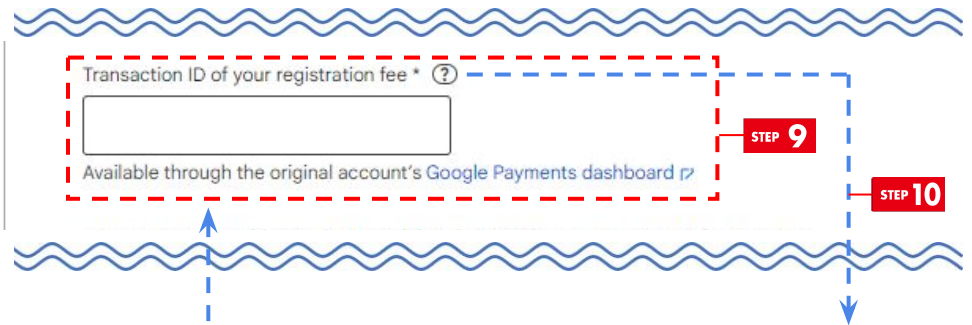 Transaction ID of your registration fee * ?
STEP 9
Available through the original account's Google Payments dashboard
STEP 10